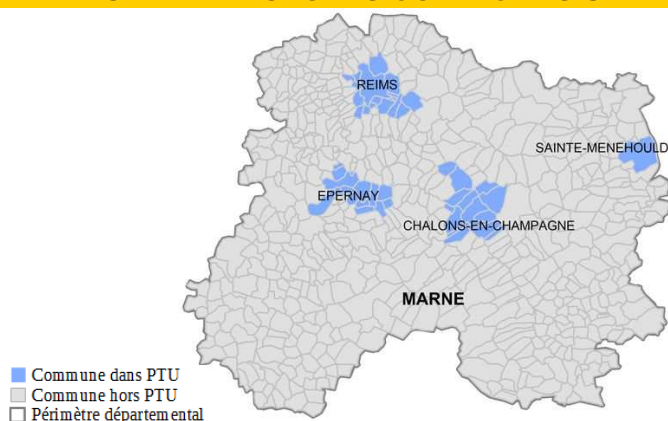 REIMS
SAINTE-MENEHOULD
EPERNAY
CHALONS-EN-CHAMPAGNE
MARNE
Commune dans PTU
Commune hors PTU
Périmètre départemental